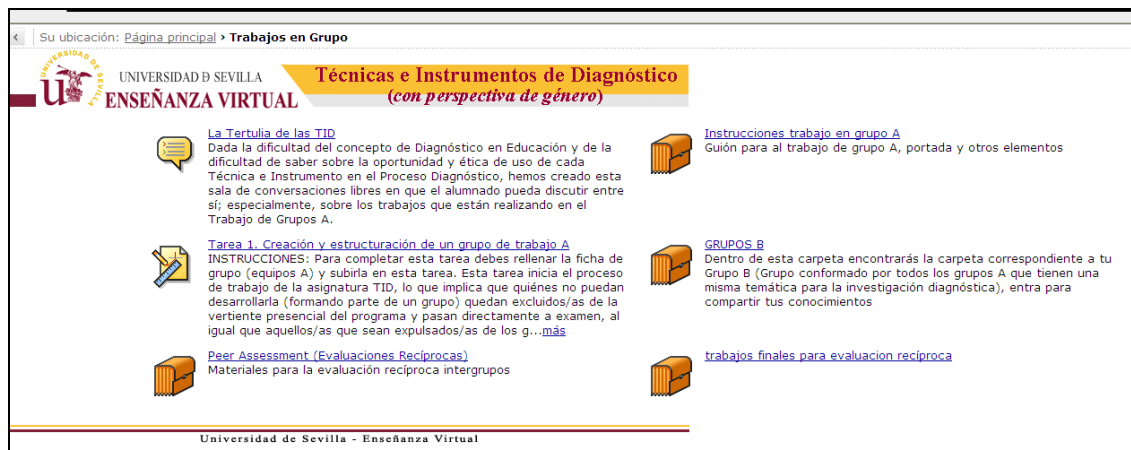 Su ubicación: Página principal › Trabajos en Grupo
UNIVERSIDAD DE SEVILLA
UNIVERSIDAD Ð SEVILLA
ENSEÑANZA VIRTUAL
Técnicas e Instrumentos de Diagnóstico
(con perspectiva de género)
La Tertulia de las TID
Dada la dificultad del concepto de Diagnóstico en Educación y de la
dificultad de saber sobre la oportunidad y ética de uso de cada
Técnica e Instrumento en el Proceso Diagnóstico, hemos creado esta
sala de conversaciones libres en que el alumnado pueda discutir entre
sí; especialmente, sobre los trabajos que están realizando en el
Trabajo de Grupos A.
Instrucciones trabajo en grupo A
Guión para al trabajo de grupo A, portada y otros elementos
Tarea 1. Creación y estructuración de un grupo de trabajo A
INSTRUCCIONES: Para completar esta tarea debes rellenar la ficha de
grupo (equipos A) y subirla en esta tarea. Esta tarea inicia el proceso
de trabajo de la asignatura TID, lo que implica que quiénes no puedan
desarrollarla (formando parte de un grupo) quedan excluidos/as de la
vertiente presencial del programa y pasan directamente a examen, al
igual que aquellos/as que sean expulsados/as de los g...más
GRUPOS B
Dentro de esta carpeta encontrarás la carpeta correspondiente a tu
Grupo B (Grupo conformado por todos los grupos A que tienen una
misma temática para la investigación diagnóstica), entra para
compartir tus conocimientos
Peer Assessment (Evaluaciones Recíprocas)
Materiales para la evaluación recíproca intergrupos
trabajos finales para evaluacion recíproca
Universidad de Sevilla - Enseñanza Virtual